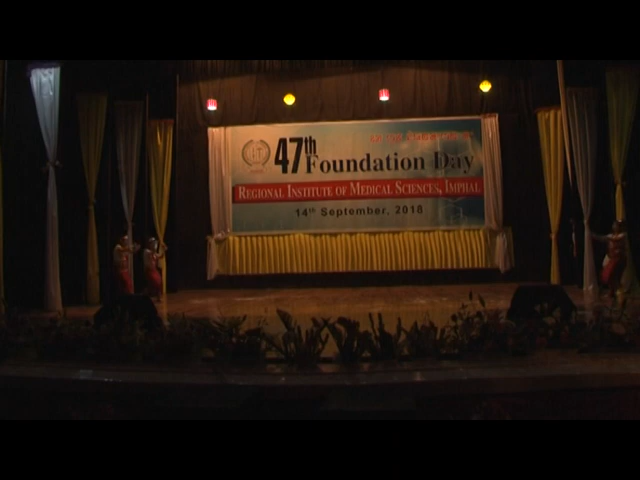 47th
Foundation Day
REGIONAL INSTITUTE OF MEDICAL SCIENCES, IMPHAL
14th September, 2018